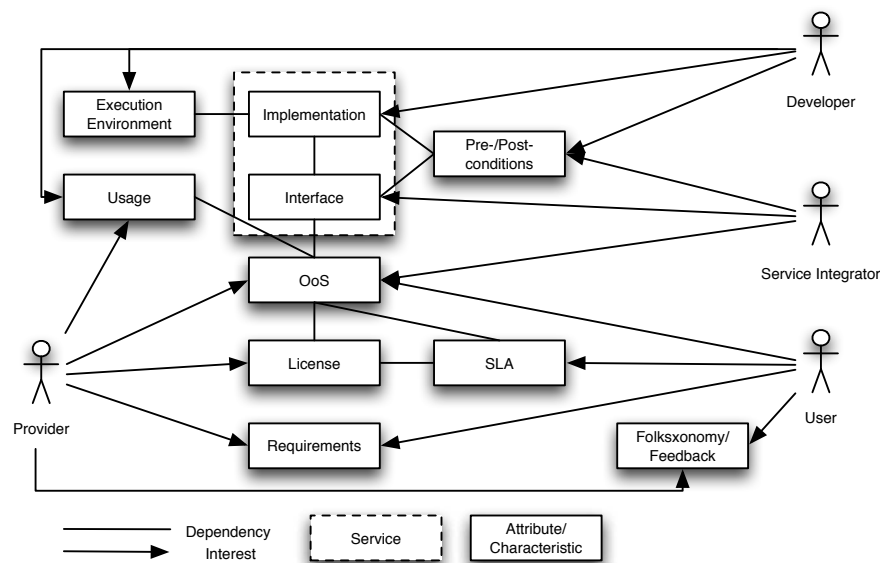 Developer
Execution
Environment
Implementation
Pre-/Post-
conditions
Usage
Interface
Service Integrator
OoS
License
SLA
Provider
User
Requirements
Folksxonomy/
Feedback
Dependency
Interest
Service
Attribute/
Characteristic